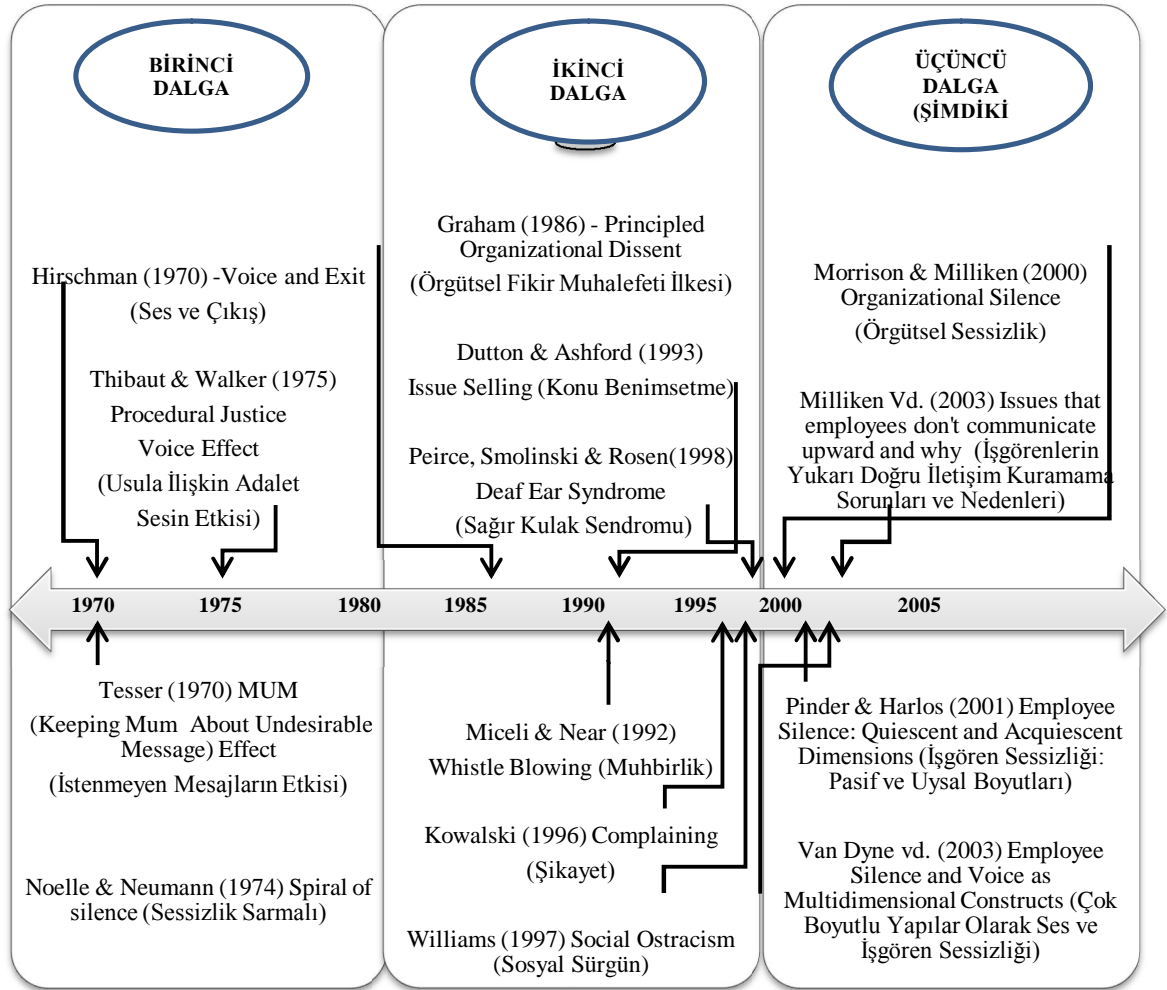 BİRİNCİ
DALGA
Hirschman (1970) -Voice and Exit
(Ses ve Çıkış)
Thibaut & Walker (1975)
Procedural Justice
Voice Effect
(Usula İlişkin Adalet
Sesin Etkisi)
İKİNCİ
DALGA
Graham (1986) - Principled
Organizational Dissent
(Örgütsel Fikir Muhalefeti İlkesi)
Dutton & Ashford (1993)
Issue Selling (Konu Benimsetme)
Peirce, Smolinski & Rosen(1998)
Deaf Ear Syndrome
(Sağır Kulak Sendromu)
ÜÇÜNCÜ
DALGA
(ŞİMDİKİ
Morrison & Milliken (2000)
Organizational Silence
(Örgütsel Sessizlik)
Milliken Vd. (2003) Issues that
employees don't communicate
upward and why (İşgörenlerin
Yukarı Doğru İletişim Kuramama
Sorunları ve Nedenleri)
1970 1975 1980 1985 1990 1995 2000 2005
Tesser (1970) MUM
(Keeping Mum About Undesirable
Message) Effect
(İstenmeyen Mesajların Etkisi)
Noelle & Neumann (1974) Spiral of
silence (Sessizlik Sarmalı)
Miceli & Near (1992)
Whistle Blowing (Muhbirlik)
Kowalski (1996) Complaining
(Şikayet)
Williams (1997) Social Ostracism
(Sosyal Sürgün)
Pinder & Harlos (2001) Employee
Silence: Quiescent and Acquiescent
Dimensions (İşgören Sessizliği:
Pasif ve Uysal Boyutları)
Van Dyne vd. (2003) Employee
Silence and Voice as
Multidimensional Constructs (Çok
Boyutlu Yapılar Olarak Ses ve
İşgören Sessizliği)